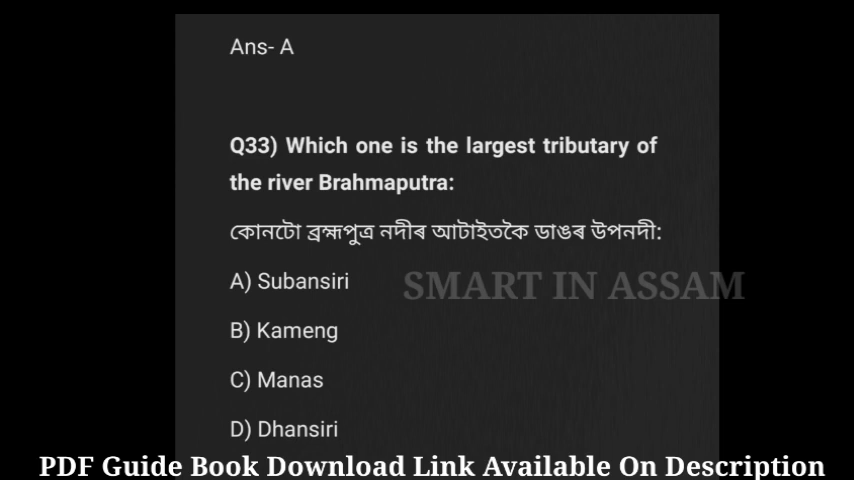 Ans- A
Q33) Which one is the largest tributary of
the river Brahmaputra:
কোনটো ব্ৰহ্মপুত্ৰ নদীৰ আটাইতকৈ ডাঙৰ উপনদী:
A) Subansiri
SMART IN ASSAM
B) Kameng
C) Manas
D) Dhansiri
PDF Guide Book Download Link Available On Description